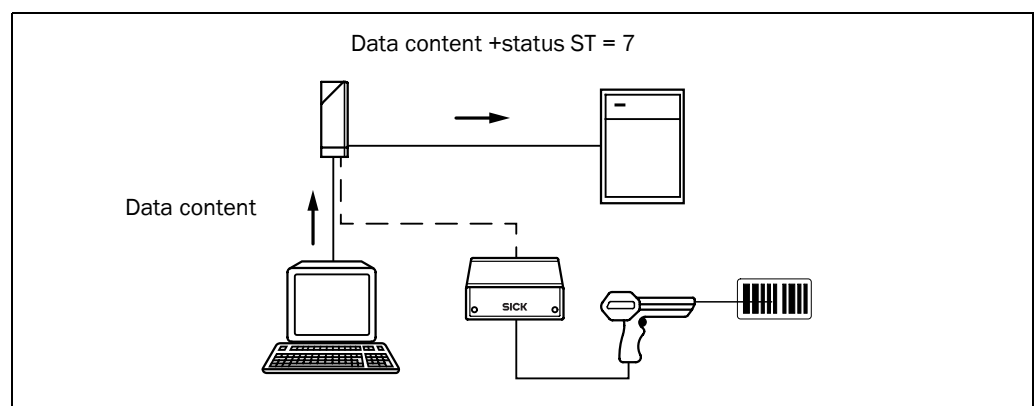 Data content +status ST = 7
Data content
SICK